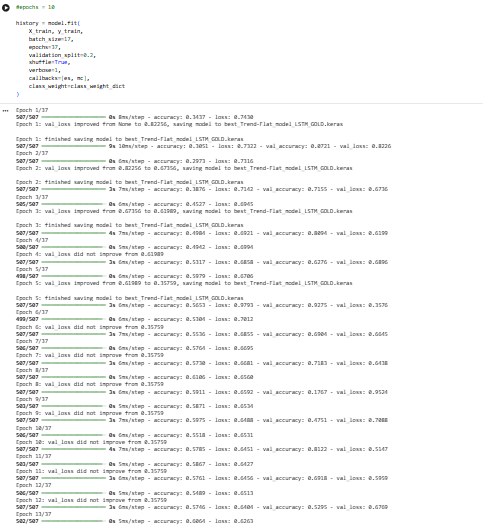 #epochs = 10
history = model.fit(
X_train, y_train,
batch_size=17,
epochs=37,
validation_split=0.2,
shuffle=True,
verbose=1,
callbacks=[es, mc],
class_weight=class_weight_dict
)
Epoch 1/37
507/507 0s 8ms/step - accuracy: 0.3437 - loss: 0.7430
Epoch 1: val_loss improved from None to 0.82256, saving model to best_Trend-Flat_model_LSTM_GOLD.keras
Epoch 1: finished saving model to best_Trend-Flat_model_LSTM_GOLD.keras
507/507 9s 10ms/step - accuracy: 0.3051 - loss: 0.7322 - val_accuracy: 0.0721 - val_loss: 0.8226
Epoch 2/37
507/507 0s 6ms/step - accuracy: 0.2973 - loss: 0.7316
Epoch 2: val_loss improved from 0.82256 to 0.67356, saving model to best_Trend-Flat_model_LSTM_GOLD.keras
Epoch 2: finished saving model to best_Trend-Flat_model_LSTM_GOLD.keras
507/507 3s 7ms/step - accuracy: 0.3876 - loss: 0.7142 - val_accuracy: 0.7155 - val_loss: 0.6736
Epoch 3/37
505/507 0s 6ms/step - accuracy: 0.4527 - loss: 0.6945
Epoch 3: val_loss improved from 0.67356 to 0.61989, saving model to best_Trend-Flat_model_LSTM_GOLD.keras
Epoch 3: finished saving model to best_Trend-Flat_model_LSTM_GOLD.keras
507/507 4s 7ms/step - accuracy: 0.4984 - loss: 0.6921 - val_accuracy: 0.8094 - val_loss: 0.6199
Epoch 4/37
500/507 0s 5ms/step - accuracy: 0.4942 - loss: 0.6994
Epoch 4: val_loss did not improve from 0.61989
507/507 3s 6ms/step - accuracy: 0.5317 - loss: 0.6858 - val_accuracy: 0.6276 - val_loss: 0.6896
Epoch 5/37
498/507 0s 6ms/step - accuracy: 0.5979 - loss: 0.6706
Epoch 5: val_loss improved from 0.61989 to 0.35759, saving model to best_Trend-Flat_model_LSTM_GOLD.keras
Epoch 5: finished saving model to best_Trend-Flat_model_LSTM_GOLD.keras
507/507 3s 6ms/step - accuracy: 0.5653 - loss: 0.9793 - val_accuracy: 0.9275 - val_loss: 0.3576
Epoch 6/37
499/507 0s 6ms/step - accuracy: 0.5304 - loss: 0.7012
Epoch 6: val_loss did not improve from 0.35759
507/507 3s 7ms/step - accuracy: 0.5536 - loss: 0.6855 - val_accuracy: 0.6904 - val_loss: 0.6645
Epoch 7/37
506/507 0s 6ms/step - accuracy: 0.5764 - loss: 0.6695
Epoch 7: val_loss did not improve from 0.35759
507/507 3s 6ms/step - accuracy: 0.5730 - loss: 0.6681 - val_accuracy: 0.7183 - val_loss: 0.6438
Epoch 8/37
507/507 0s 5ms/step - accuracy: 0.6106 - loss: 0.6560
Epoch 8: val_loss did not improve from 0.35759
507/507 3s 6ms/step - accuracy: 0.5911 - loss: 0.6592 - val_accuracy: 0.1767 - val_loss: 0.9524
Epoch 9/37
503/507 0s 5ms/step - accuracy: 0.5871 - loss: 0.6534
Epoch 9: val_loss did not improve from 0.35759
507/507 3s 7ms/step - accuracy: 0.5975 - loss: 0.6488 - val_accuracy: 0.4751 - val_loss: 0.7088
Epoch 10/37
506/507 0s 6ms/step - accuracy: 0.5518 - loss: 0.6531
Epoch 10: val_loss did not improve from 0.35759
507/507 4s 7ms/step - accuracy: 0.5785 - loss: 0.6451 - val_accuracy: 0.8122 - val_loss: 0.5147
Epoch 11/37
503/507 0s 5ms/step - accuracy: 0.5867 - loss: 0.6427
Epoch 11: val_loss did not improve from 0.35759
507/507 3s 6ms/step - accuracy: 0.5761 - loss: 0.6456 - val_accuracy: 0.6918 - val_loss: 0.5959
Epoch 12/37
506/507 0s 5ms/step - accuracy: 0.5489 - loss: 0.6513
Epoch 12: val_loss did not improve from 0.35759
507/507 3s 6ms/step - accuracy: 0.5746 - loss: 0.6404 - val_accuracy: 0.5295 - val_loss: 0.6769
Epoch 13/37
502/507 0s 5ms/step - accuracy: 0.6064 - loss: 0.6263